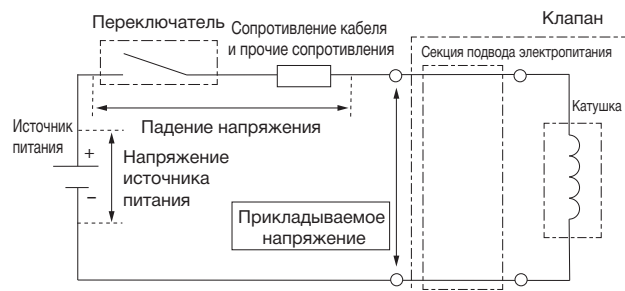 Переключатель
Сопротивление кабеля
и прочие сопротивления
Клапан
Секция подвода электропитания
Источник
питания
Падение напряжения
Катушка
+
Напряжение
источника
питания
−
Прикладываемое
напряжение